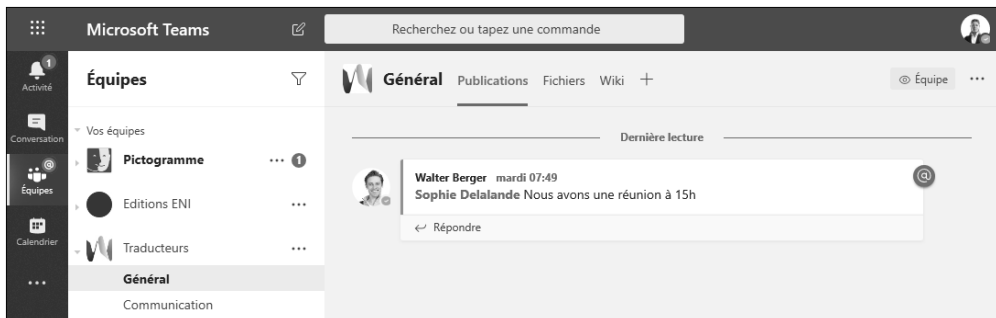 Microsoft Teams
Recherchez ou tapez une commande
1
Activité
Conversation
@
Équipes
Calendrier
Équipes
Vos équipes
Pictogramme
1
Editions ENI
Traducteurs
Général
Communication
Général Publications Fichiers Wiki
Équipe
Dernière lecture
Walter Berger mardi 07:49
@
Sophie Delalande Nous avons une réunion à 15h
Répondre